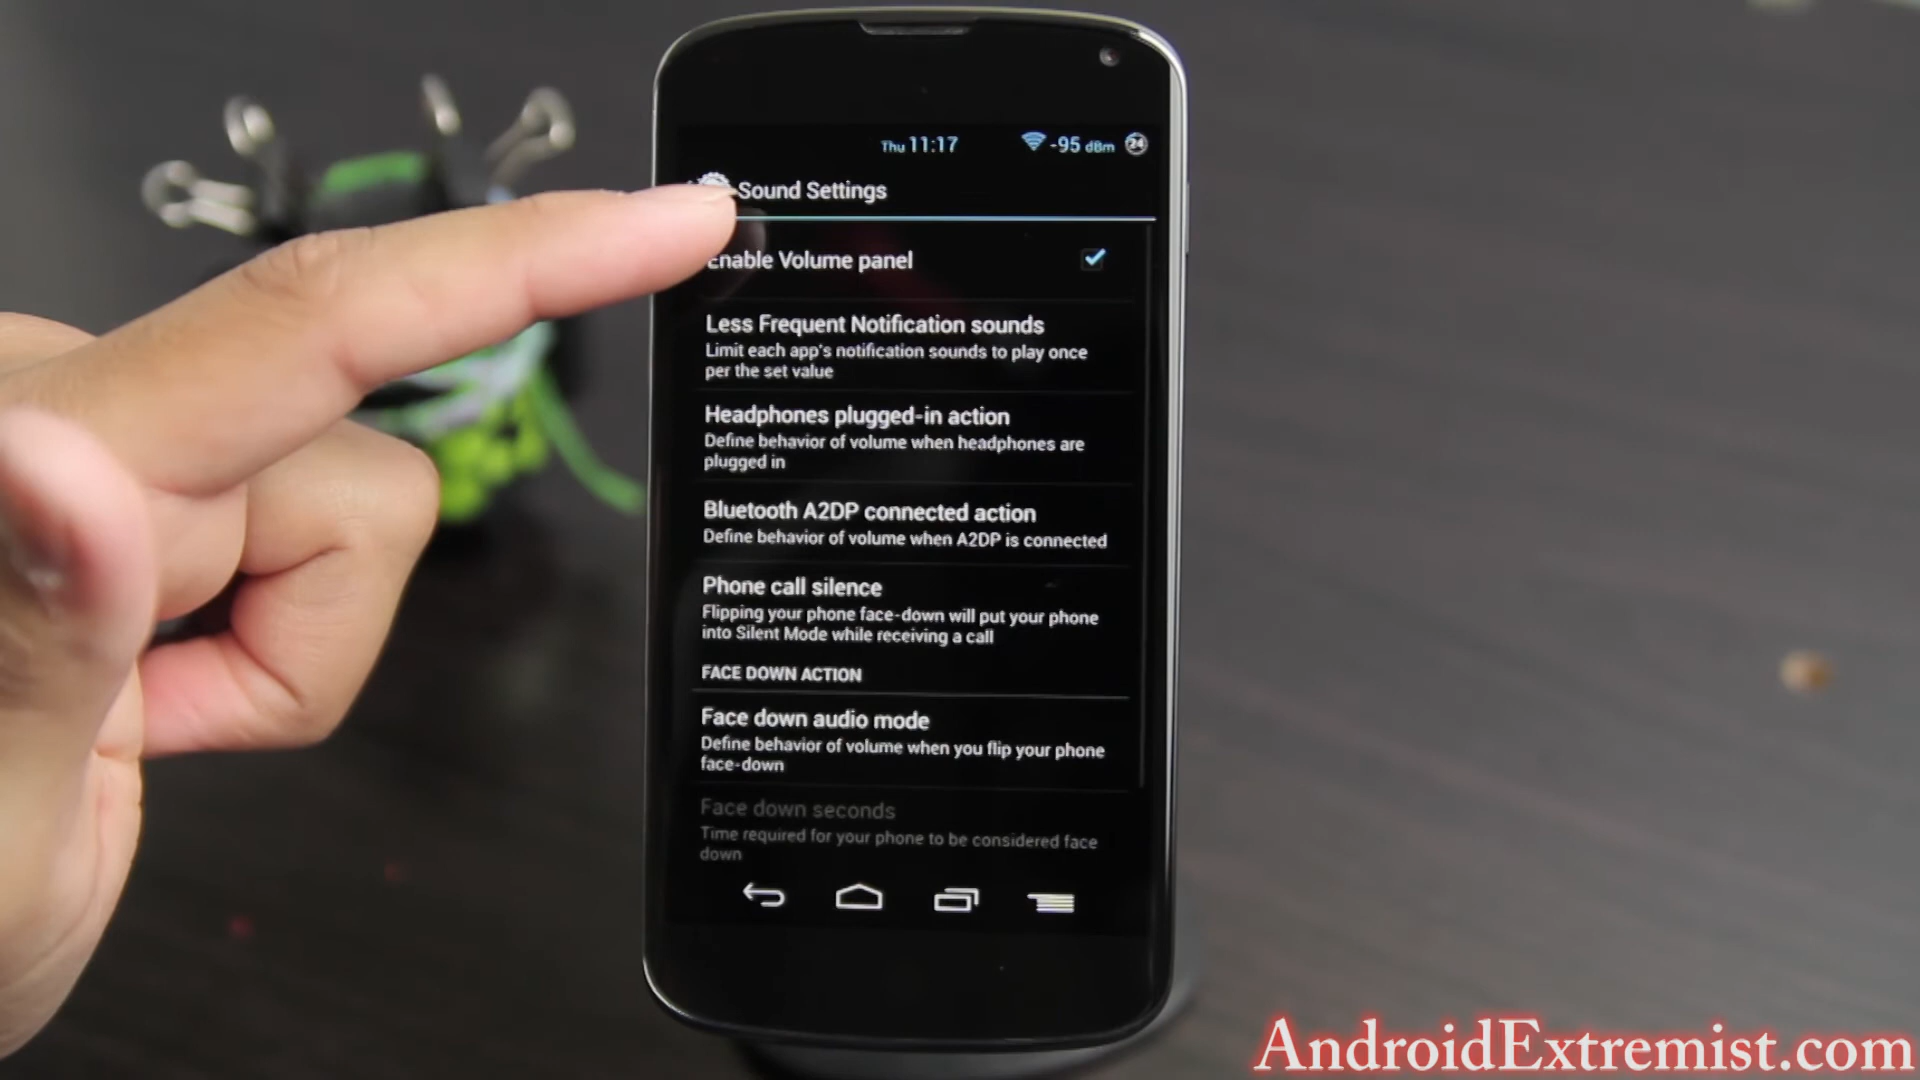 Thu 11:17 -95 dBm 24
Sound Settings
Enable Volume panel
Less Frequent Notification sounds
Limit each app's notification sounds to play once
per the set value
Headphones plugged-in action
Define behavior of volume when headphones are
plugged in
Bluetooth A2DP connected action
Define behavior of volume when A2DP is connected
Phone call silence
Flipping your phone face-down will put your phone
into Silent Mode while receiving a call
FACE DOWN ACTION
Face down audio mode
Define behavior of volume when you flip your phone
face-down
Face down seconds
Time required for your phone to be considered face
down
AndroidExtremist.com